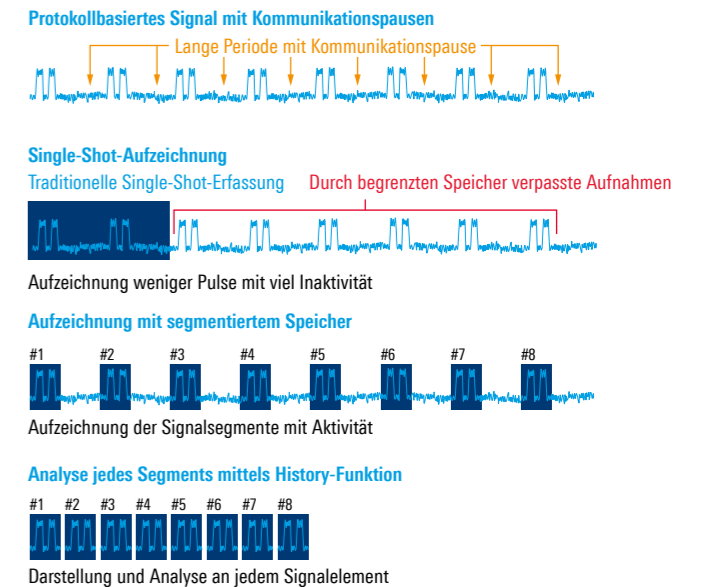 Protokollbasiertes Signal mit Kommunikationspausen
Lange Periode mit Kommunikationspause
Single-Shot-Aufzeichnung
Traditionelle Single-Shot-Erfassung Durch begrenzten Speicher verpasste Aufnahmen
Aufzeichnung weniger Pulse mit viel Inaktivität
Aufzeichnung mit segmentiertem Speicher
#1 #2 #3 #4 #5 #6 #7 #8
Aufzeichnung der Signalsegmente mit Aktivität
Analyse jedes Segments mittels History-Funktion
#1 #2 #3 #4 #5 #6 #7 #8
Darstellung und Analyse an jedem Signalelement